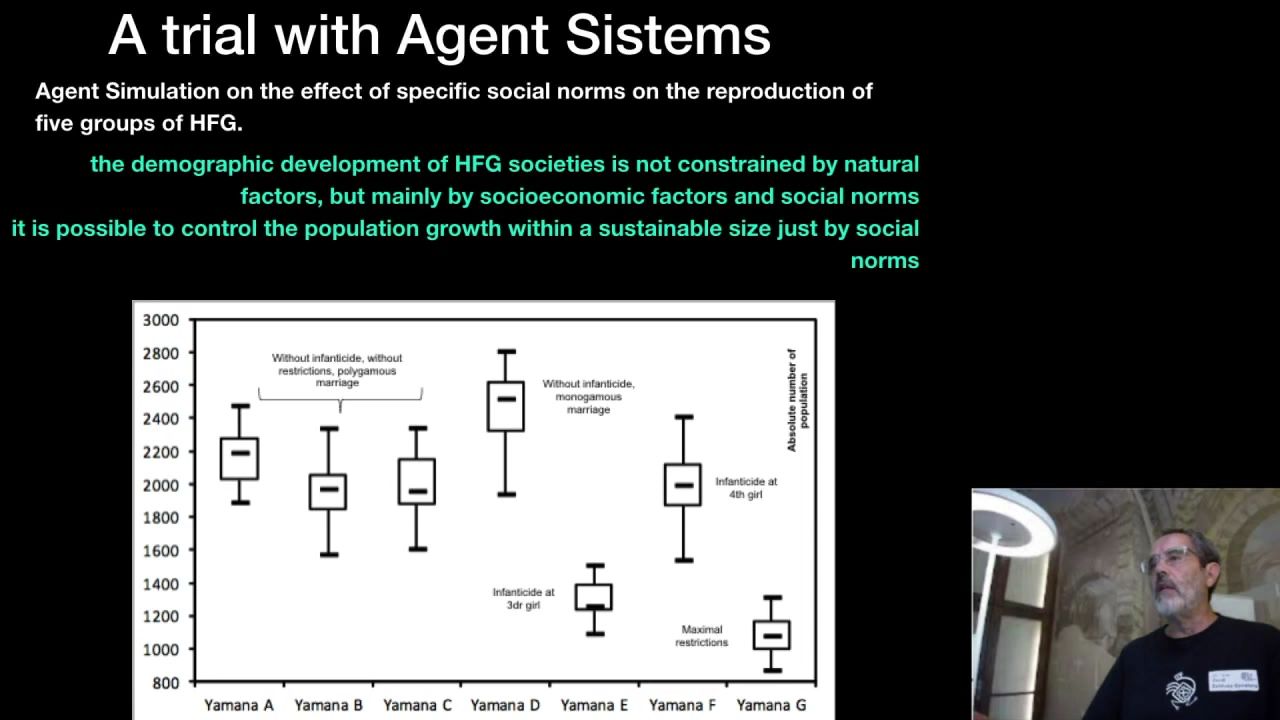 A trial with Agent Sistems
Agent Simulation on the effect of specific social norms on the reproduction of
five groups of HFG.
the demographic development of HFG societies is not constrained by natural
factors, but mainly by socioeconomic factors and social norms
it is possible to control the population growth within a sustainable size just by social
norms
3000
2800
2600
2400
2200
2000
1800
1600
1400
1200
1000
800
Without infanticide, without
restrictions, polygamous
marriage
Without infanticide,
monogamous
marriage
Absolute number of
population
Infanticide at
4th girl
Infanticide at
3dr girl
Maximal
restrictions
Yamana A
Yamana B
Yamana C
Yamana D
Yamana E
Yamana F
Yamana G